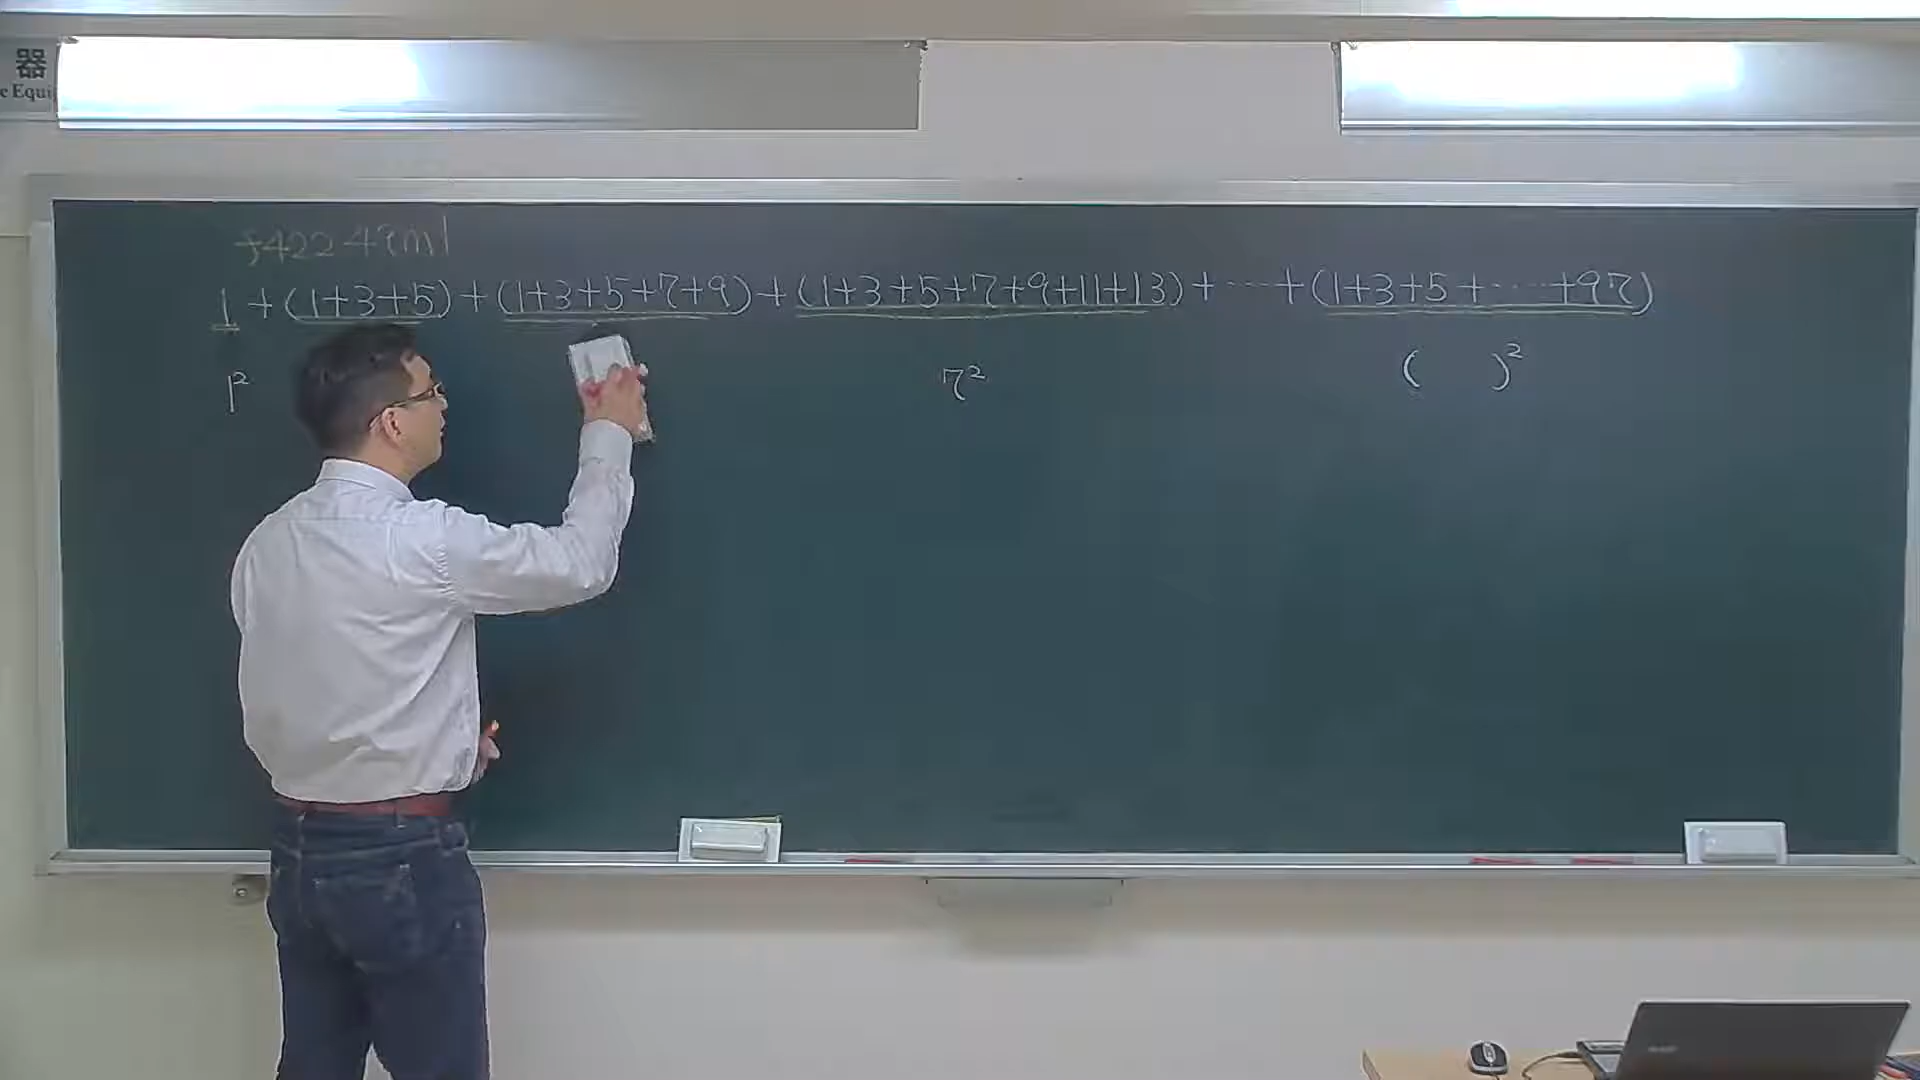 器
e Equi
542249m1
1+(1+3+5)+(1+3+5+7+9)+(1+3+5+7+9+11+13)+……+(1+3+5+……+97)
1² 7² ( )²